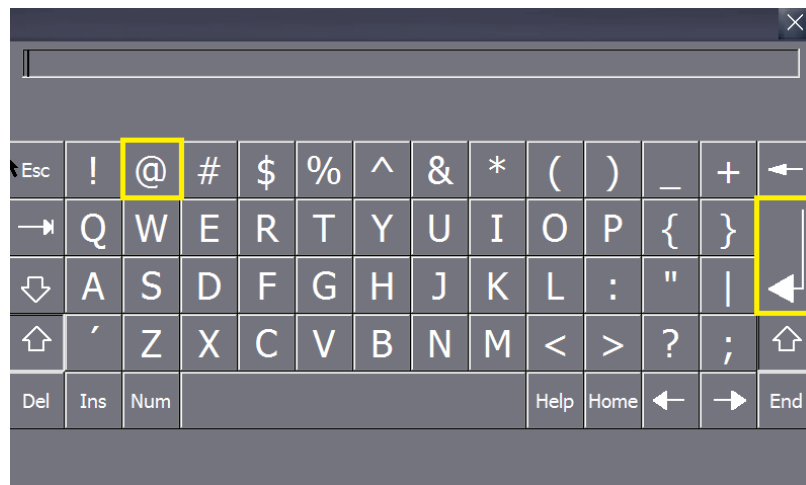 Esc ! @ # $ % ^ & * ( ) _ +
Q W E R T Y U I O P { }
A S D F G H J K L : " |
´ Z X C V B N M < > ? ;
Del Ins Num Help Home End